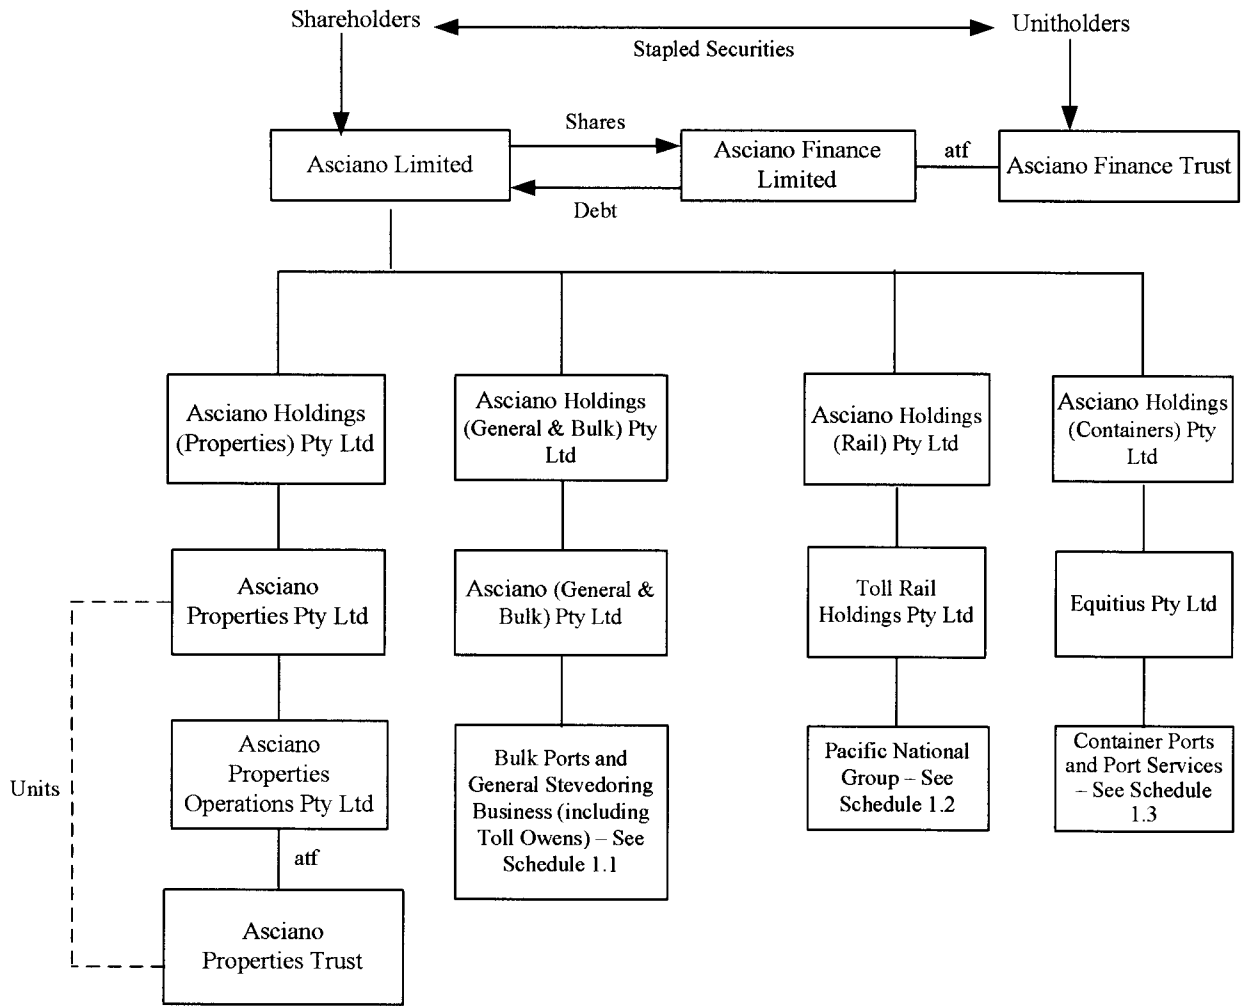 Shareholders
Unitholders
Stapled Securities
Shares
Asciano Limited
Asciano Finance
Limited
atf
Asciano Finance Trust
Debt
Asciano Holdings
(Properties) Pty Ltd
Asciano Holdings
(General & Bulk) Pty
Ltd
Asciano Holdings
(Rail) Pty Ltd
Asciano Holdings
(Containers) Pty
Ltd
Asciano
Properties Pty Ltd
Asciano (General &
Bulk) Pty Ltd
Toll Rail
Holdings Pty Ltd
Equitius Pty Ltd
Units
Asciano
Properties
Operations Pty Ltd
Bulk Ports and
General Stevedoring
Business (including
Toll Owens) – See
Schedule 1.1
Pacific National
Group – See
Schedule 1.2
Container Ports
and Port Services
– See Schedule
1.3
atf
Asciano
Properties Trust